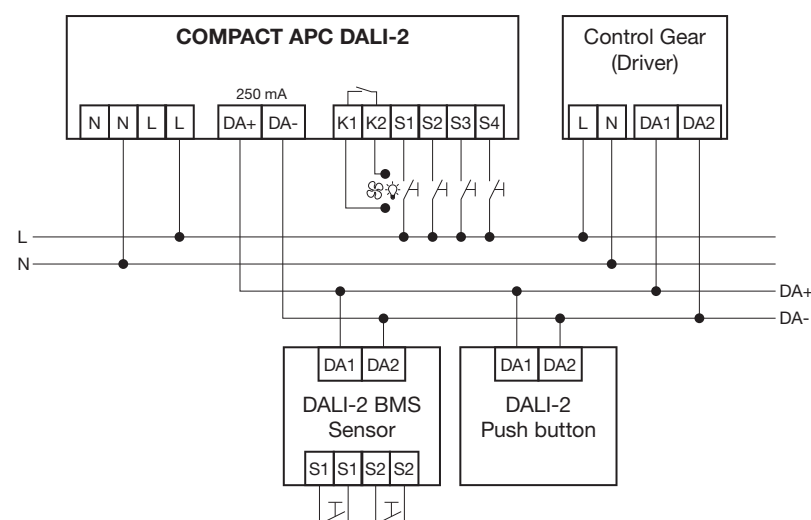 COMPACT APC DALI-2
Control Gear
(Driver)
250 mA
N N L L DA+ DA- K1 K2 S1 S2 S3 S4
L N DA1 DA2
L
N
DA+
DA-
DA1 DA2
DALI-2 BMS
Sensor
S1 S1 S2 S2
DA1 DA2
DALI-2
Push button